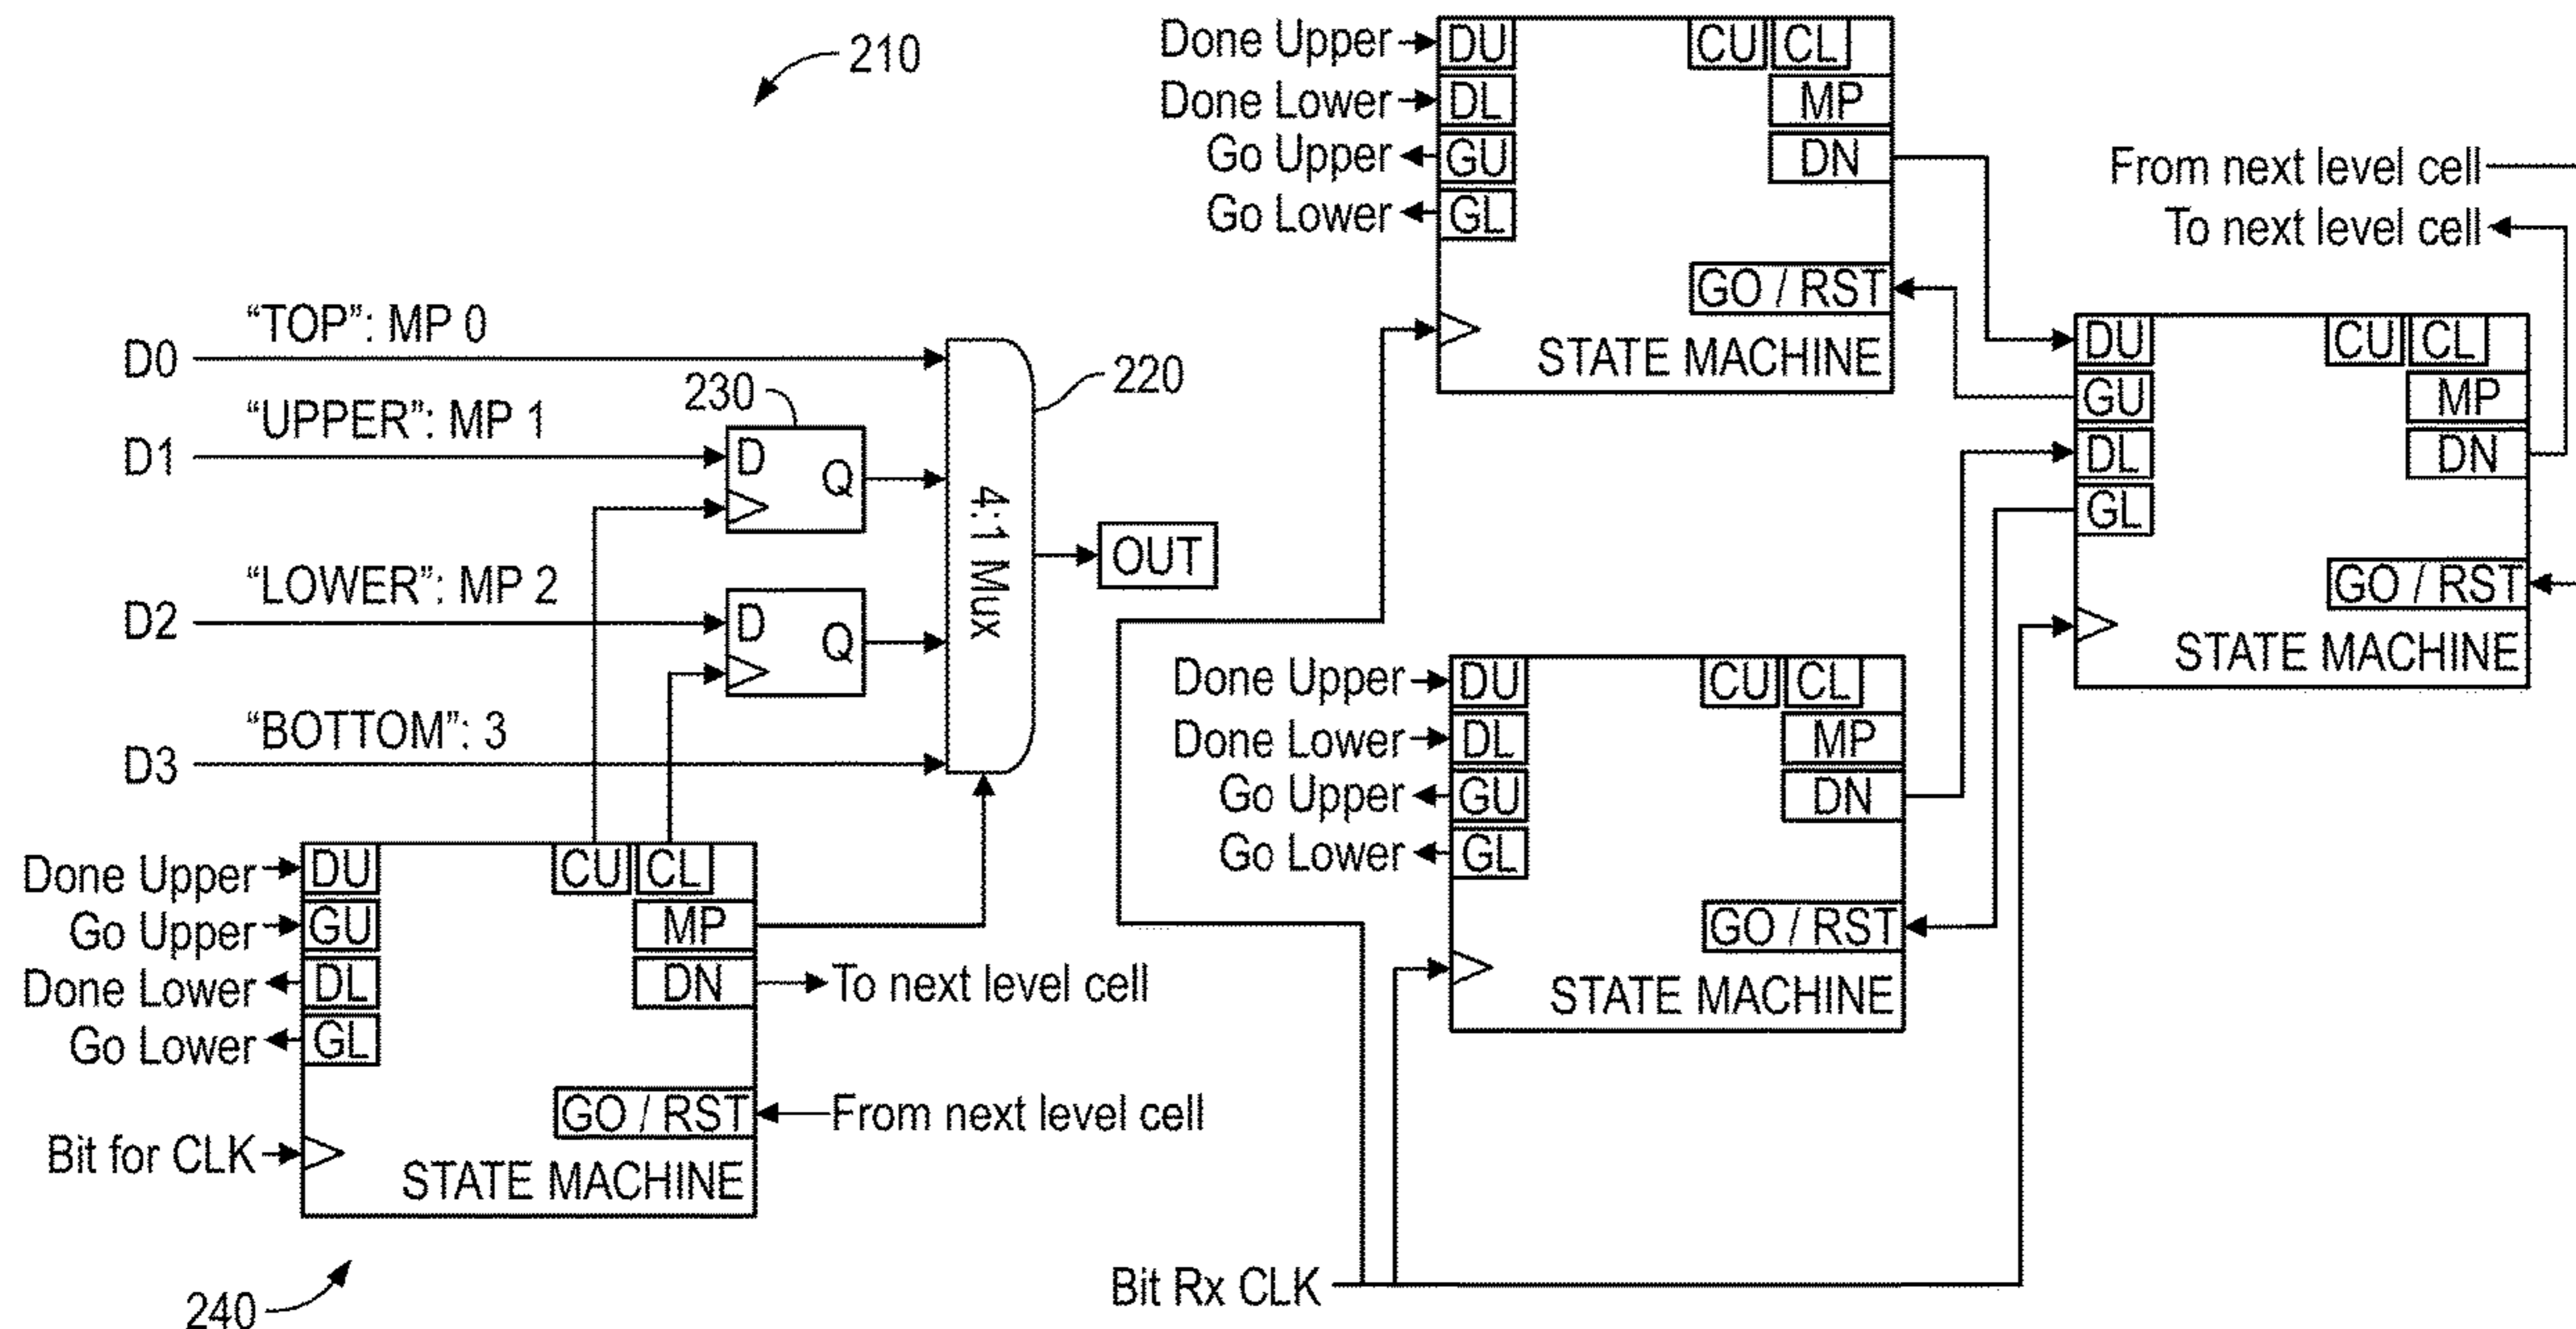 210
D0
"TOP": MP 0
D1
"UPPER": MP 1
230
D
Q
220
4:1 Mux
OUT
D2
"LOWER": MP 2
D
Q
D3
"BOTTOM": 3
Done Upper
DU
CU
CL
Go Upper
GU
MP
Done Lower
DL
DN
To next level cell
Go Lower
GL
GO / RST
From next level cell
Bit for CLK
STATE MACHINE
240
Done Upper
DU
CU
CL
Done Lower
DL
MP
Go Upper
GU
DN
Go Lower
GL
GO / RST
STATE MACHINE
From next level cell
To next level cell
DU
CU
CL
GU
MP
DL
DN
GL
GO / RST
STATE MACHINE
Done Upper
DU
CU
CL
Done Lower
DL
MP
Go Upper
GU
DN
Go Lower
GL
GO / RST
STATE MACHINE
Bit Rx CLK